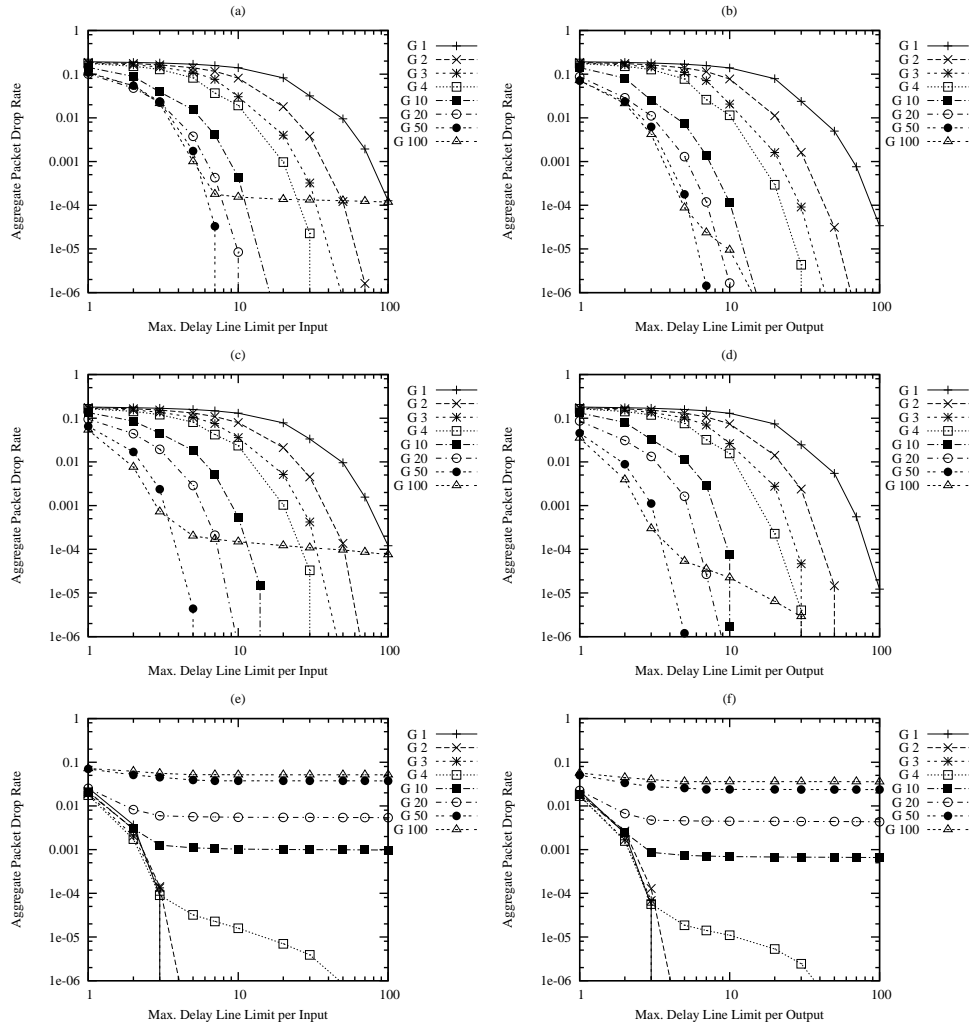 (a)
1
0.1
0.01
0.001
1e-04
1e-05
1e-06
1
10
100
Aggregate Packet Drop Rate
Max. Delay Line Limit per Input
G 1
G 2
G 3
G 4
G 10
G 20
G 50
G 100
(b)
1
0.1
0.01
0.001
1e-04
1e-05
1e-06
1
10
100
Aggregate Packet Drop Rate
Max. Delay Line Limit per Output
G 1
G 2
G 3
G 4
G 10
G 20
G 50
G 100
(c)
1
0.1
0.01
0.001
1e-04
1e-05
1e-06
1
10
100
Aggregate Packet Drop Rate
Max. Delay Line Limit per Input
G 1
G 2
G 3
G 4
G 10
G 20
G 50
G 100
(d)
1
0.1
0.01
0.001
1e-04
1e-05
1e-06
1
10
100
Aggregate Packet Drop Rate
Max. Delay Line Limit per Output
G 1
G 2
G 3
G 4
G 10
G 20
G 50
G 100
(e)
1
0.1
0.01
0.001
1e-04
1e-05
1e-06
1
10
100
Aggregate Packet Drop Rate
Max. Delay Line Limit per Input
G 1
G 2
G 3
G 4
G 10
G 20
G 50
G 100
(f)
1
0.1
0.01
0.001
1e-04
1e-05
1e-06
1
10
100
Aggregate Packet Drop Rate
Max. Delay Line Limit per Output
G 1
G 2
G 3
G 4
G 10
G 20
G 50
G 100